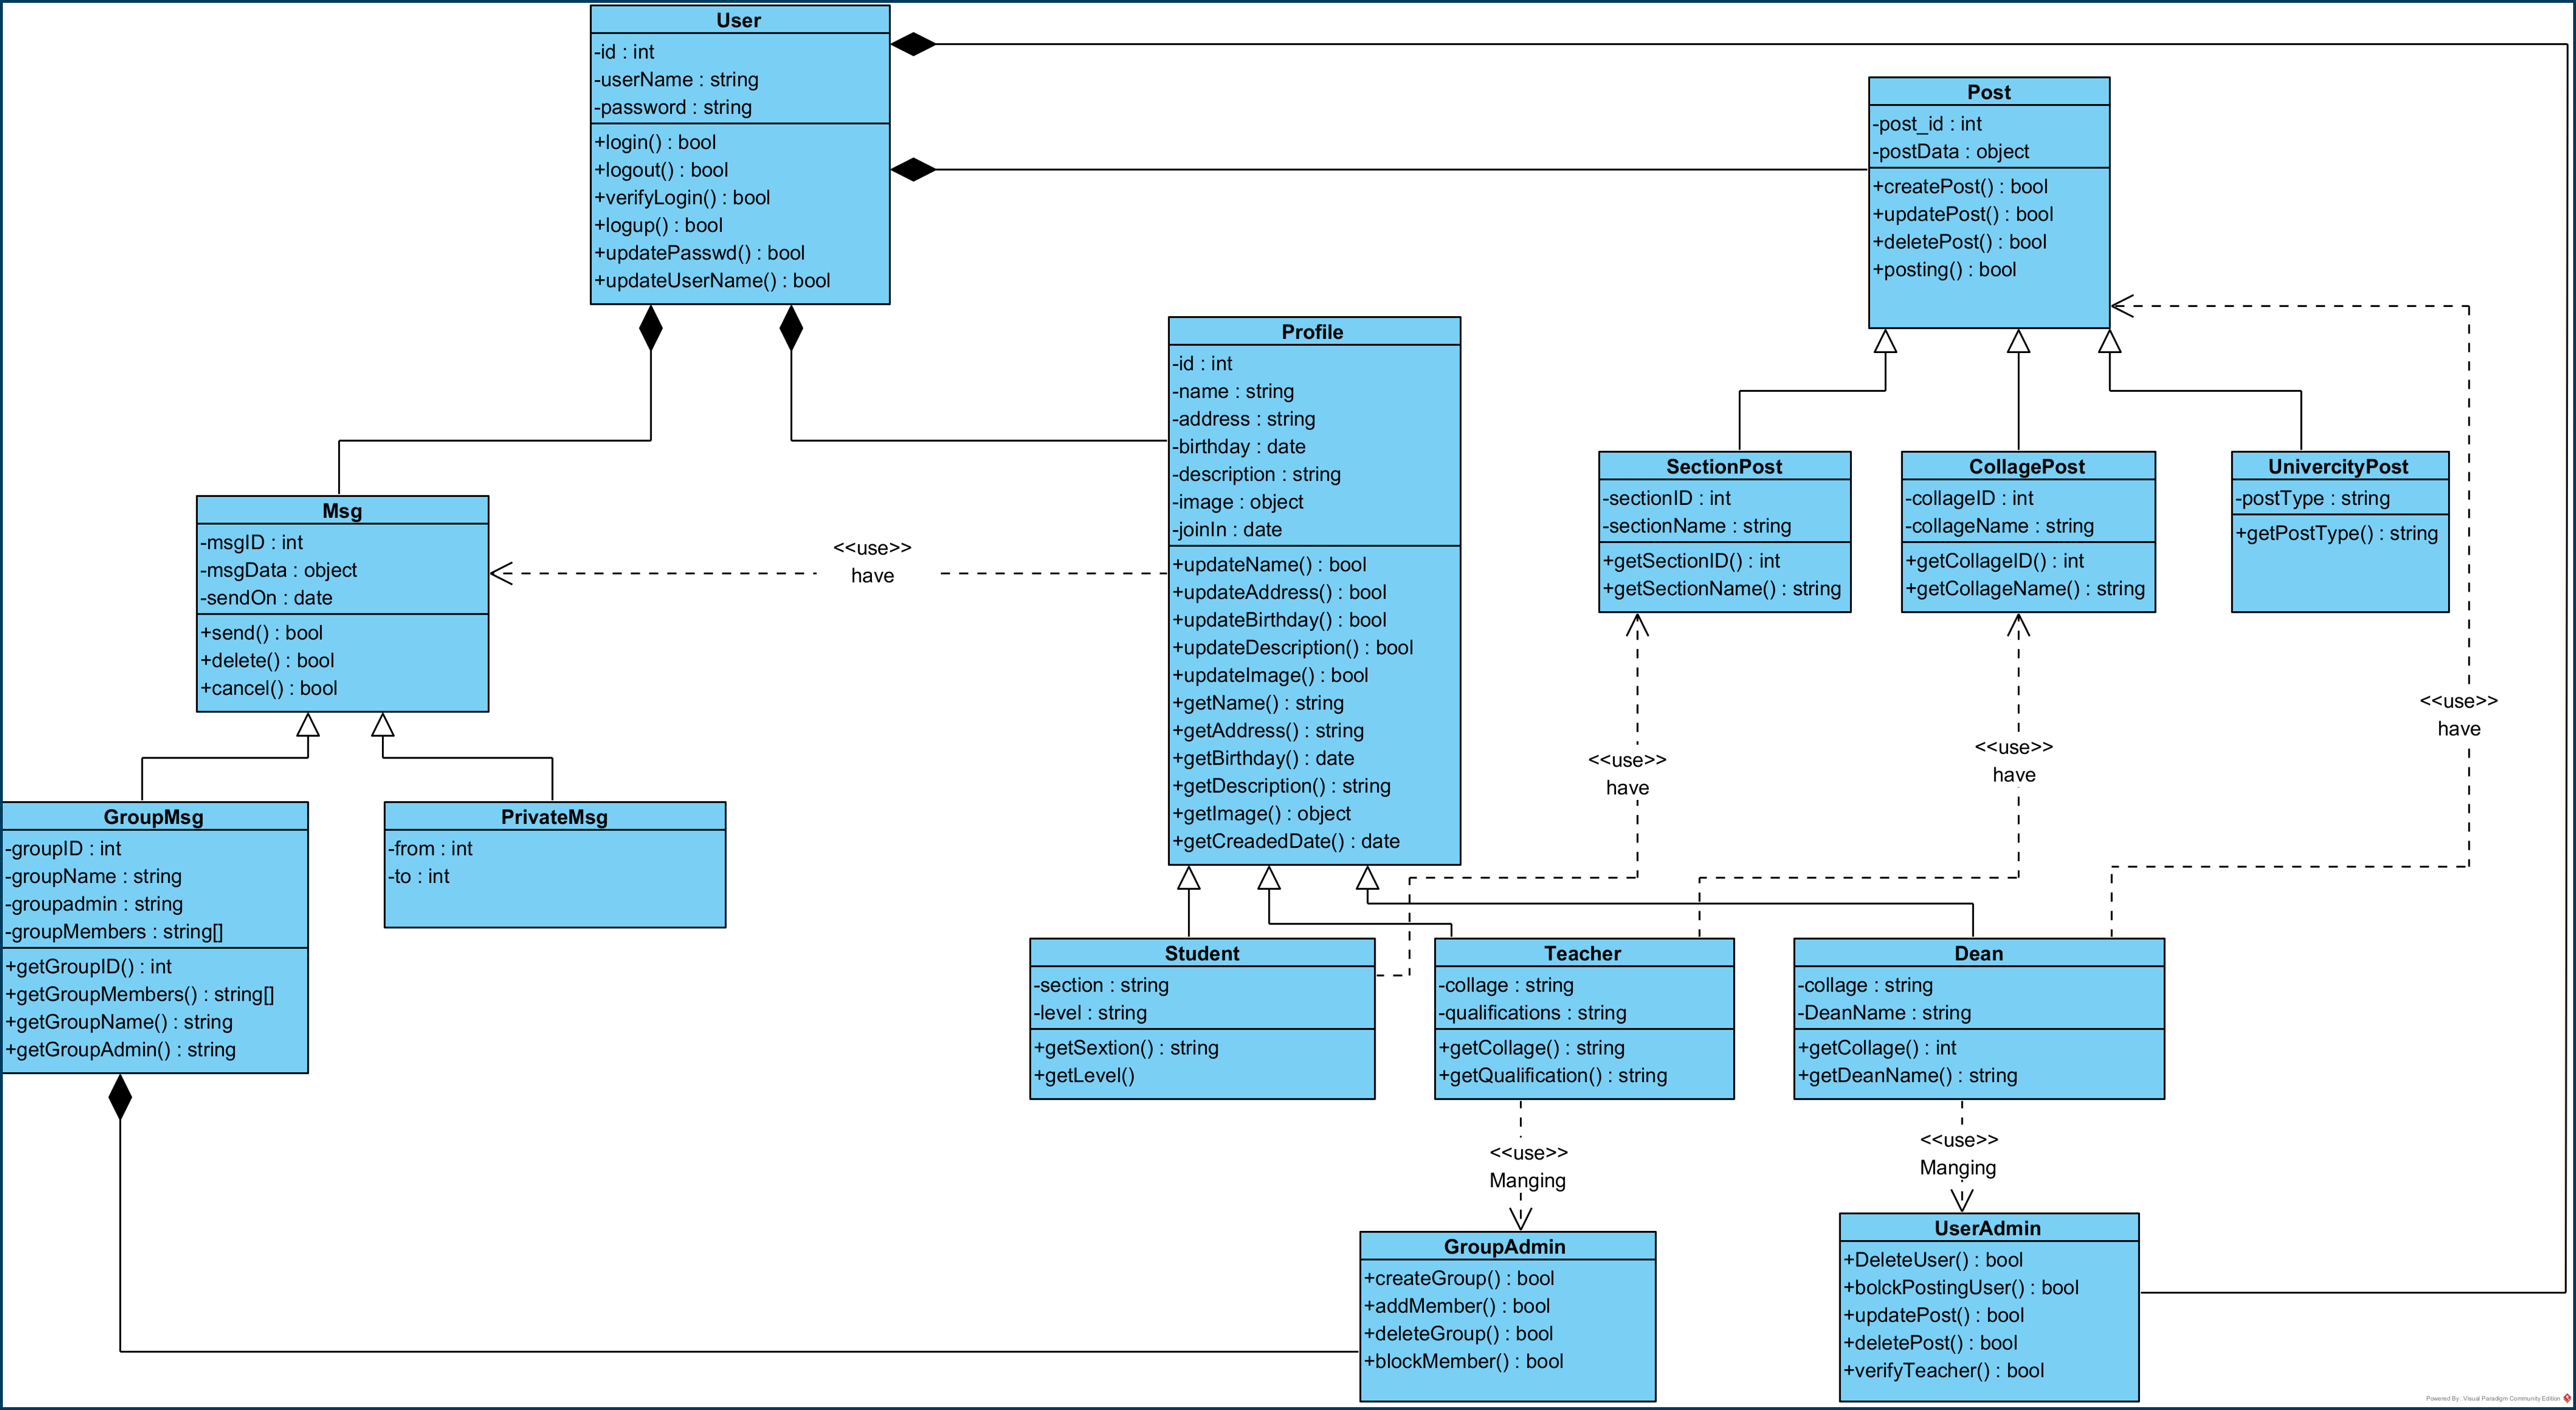 User
-id : int
-userName : string
-password : string
+login() : bool
+logout() : bool
+verifyLogin() : bool
+logup() : bool
+updatePasswd() : bool
+updateUserName() : bool
Post
-post_id : int
-postData : object
+createPost() : bool
+updatePost() : bool
+deletePost() : bool
+posting() : bool
Profile
-id : int
-name : string
-address : string
-birthday : date
-description : string
-image : object
-joinIn : date
+updateName() : bool
+updateAddress() : bool
+updateBirthday() : bool
+updateDescription() : bool
+updateImage() : bool
+getName() : string
+getAddress() : string
+getBirthday() : date
+getDescription() : string
+getImage() : object
+getCreadedDate() : date
SectionPost
-sectionID : int
-sectionName : string
+getSectionID() : int
+getSectionName() : string
CollagePost
-collageID : int
-collageName : string
+getCollageID() : int
+getCollageName() : string
UnivercityPost
-postType : string
+getPostType() : string
Msg
-msgID : int
-msgData : object
-sendOn : date
+send() : bool
+delete() : bool
+cancel() : bool
<<use>>
have
<<use>>
have
<<use>>
have
<<use>>
have
GroupMsg
-groupID : int
-groupName : string
-groupadmin : string
-groupMembers : string[]
+getGroupID() : int
+getGroupMembers() : string[]
+getGroupName() : string
+getGroupAdmin() : string
PrivateMsg
-from : int
-to : int
Student
-section : string
-level : string
+getSextion() : string
+getLevel()
Teacher
-collage : string
-qualifications : string
+getCollage() : string
+getQualification() : string
Dean
-collage : string
-DeanName : string
+getCollage() : int
+getDeanName() : string
<<use>>
Manging
<<use>>
Manging
GroupAdmin
+createGroup() : bool
+addMember() : bool
+deleteGroup() : bool
+blockMember() : bool
UserAdmin
+DeleteUser() : bool
+bolckPostingUser() : bool
+updatePost() : bool
+deletePost() : bool
+verifyTeacher() : bool
Powered By : Visual Paradigm Community Edition